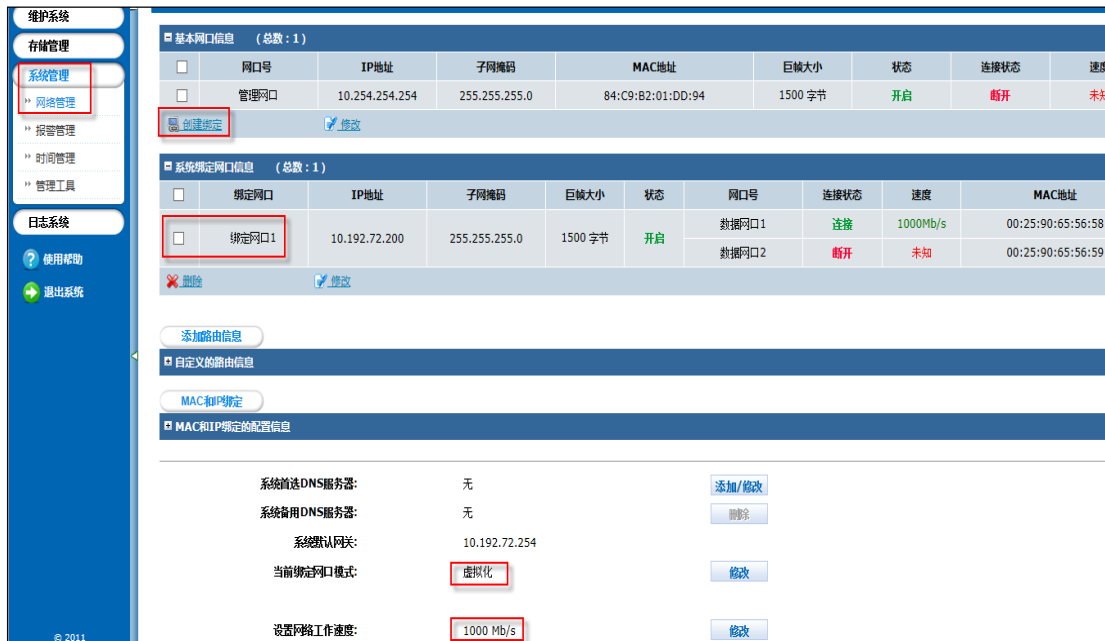 维护系统
存储管理
系统管理
网络管理
报警管理
时间管理
管理工具
日志系统
使用帮助
退出系统
© 2011
基本网口信息 (总数:1)
网口号 IP地址 子网掩码 MAC地址 巨帧大小 状态 连接状态 速度
管理网口 10.254.254.254 255.255.255.0 84:C9:B2:01:DD:94 1500 字节 开启 断开 未知
创建绑定 修改
系统绑定网口信息 (总数:1)
绑定网口 IP地址 子网掩码 巨帧大小 状态 网口号 连接状态 速度 MAC地址
绑定网口1 10.192.72.200 255.255.255.0 1500 字节 开启 数据网口1 连接 1000Mb/s 00:25:90:65:56:58
数据网口2 断开 未知 00:25:90:65:56:59
删除 修改
添加路由信息
自定义的路由信息
MAC和IP绑定
MAC和IP绑定的配置信息
系统首选DNS服务器: 无 添加/修改
系统备用DNS服务器: 无 删除
系统默认网关: 10.192.72.254
当前绑定网口模式: 虚拟化 修改
设置网络工作速度: 1000 Mb/s 修改